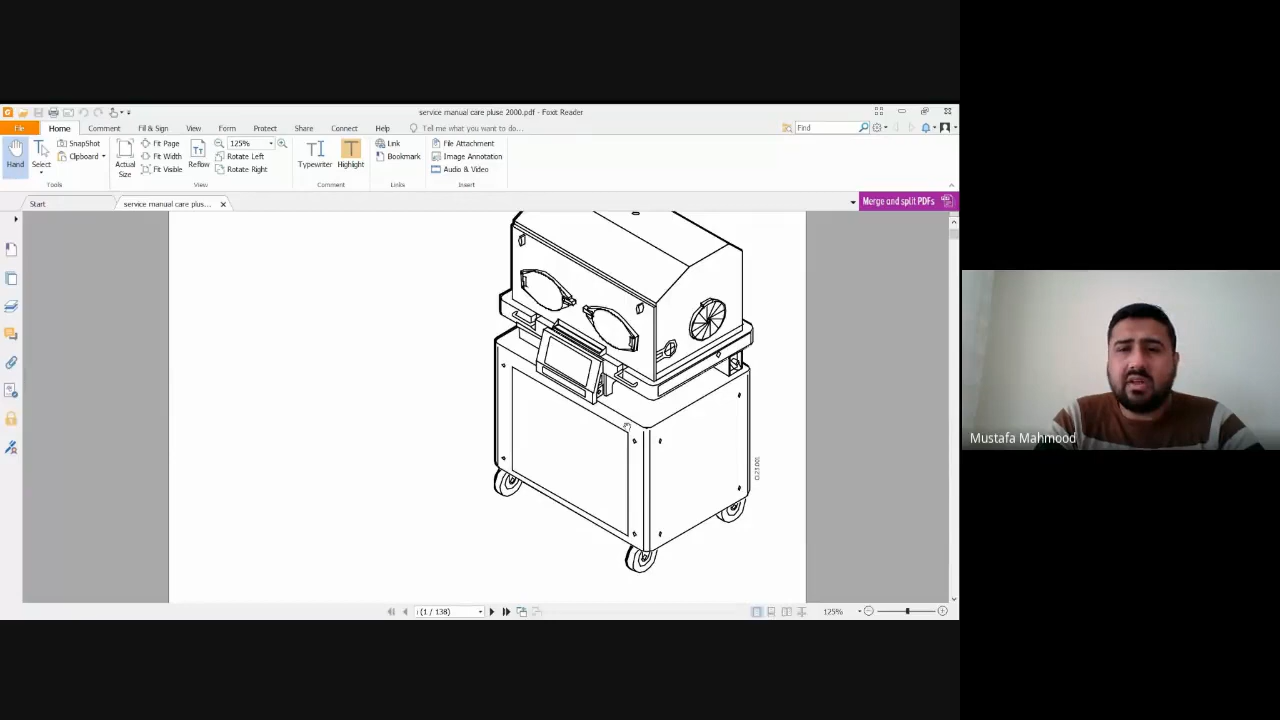 service manual care pluse 2000.pdf - Foxit Reader
File Home Comment Fill & Sign View Form Protect Share Connect Help Tell me what you want to do... Find
Hand
Select
SnapShot
Clipboard
Tools
Actual Size
Fit Page
Fit Width
Fit Visible
Reflow
125%
Rotate Left
Rotate Right
View
Typewriter
Highlight
Comment
Link
Bookmark
Links
File Attachment
Image Annotation
Audio & Video
Insert
Start
service manual care plus...
Merge and split PDFs
(1 / 138)
125%
Mustafa Mahmood